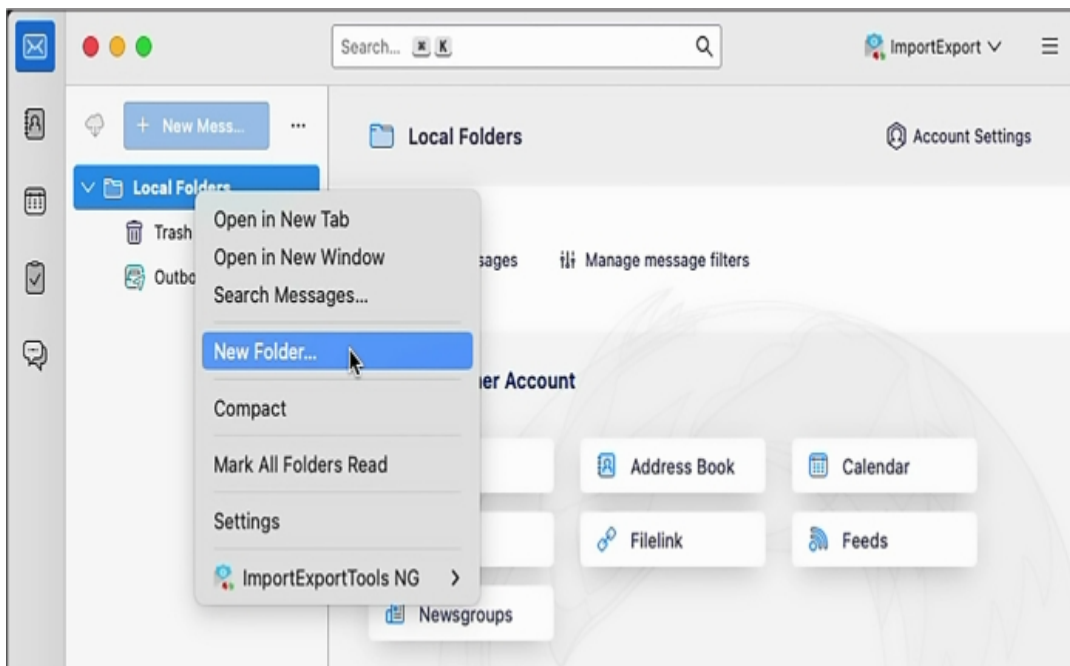 Search... ⌘ K
ImportExport
+ New Mess...
...
Local Folders
Account Settings
Local Folders
Trash
Outbo
Open in New Tab
Open in New Window
Search Messages...
New Folder...
Compact
Mark All Folders Read
Settings
ImportExportTools NG
sages
Manage message filters
er Account
Address Book
Calendar
Filelink
Feeds
Newsgroups